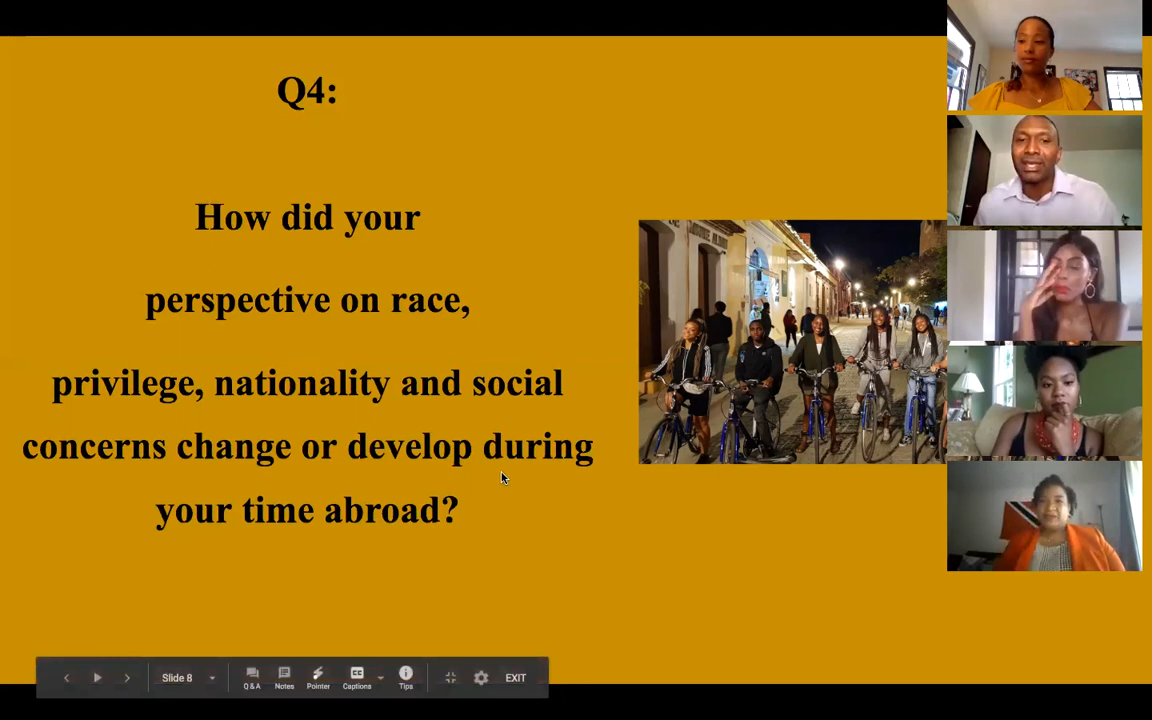 Q4:
How did your
perspective on race,
privilege, nationality and social
concerns change or develop during
your time abroad?
Slide 8
Q & A
Notes
Pointer
Captions
Tips
EXIT